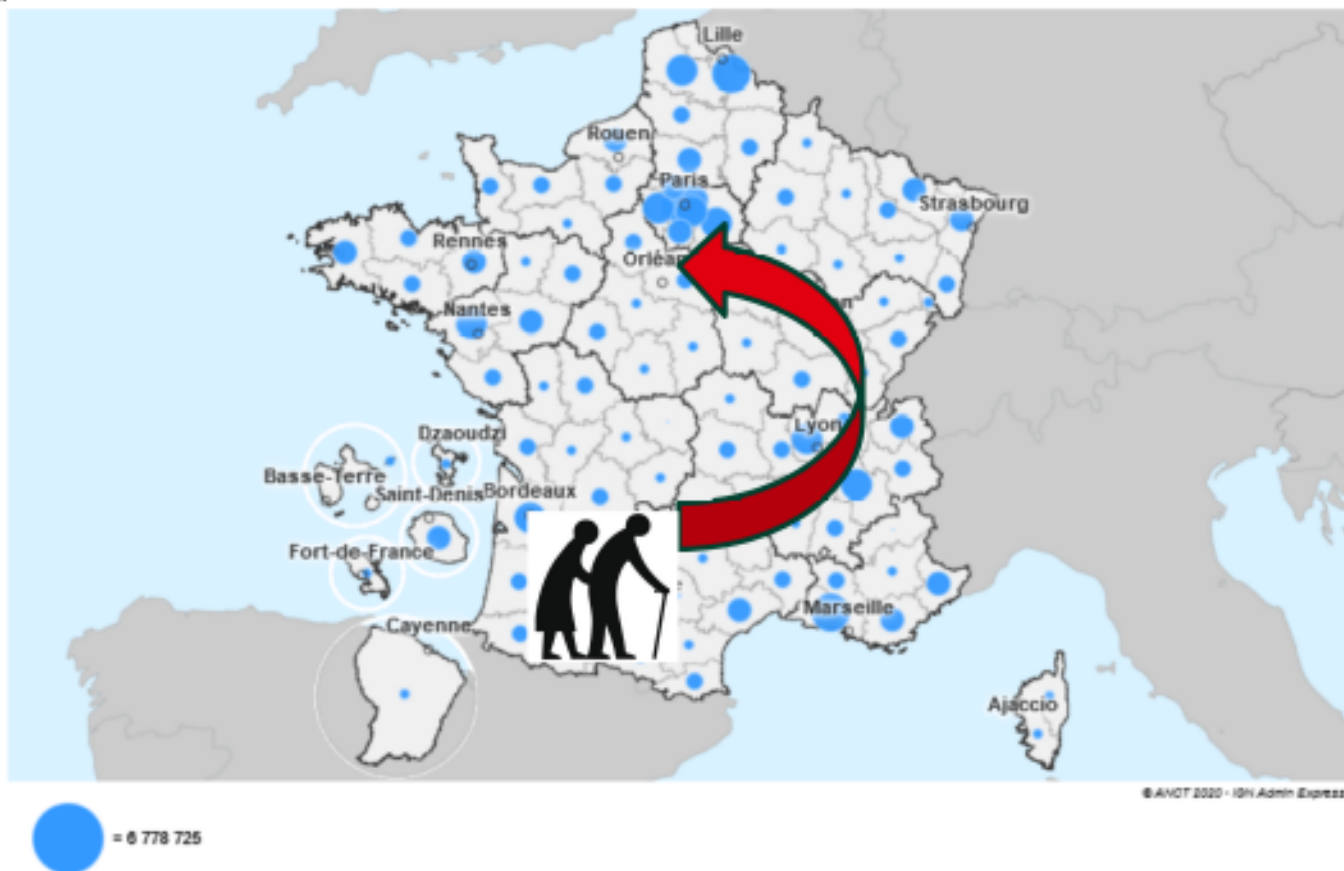 Lille
Rouen
Paris
Strasbourg
Rennes
Nantes
Lyon
Dzaoudzi
Basse-Terre
Saint-Denis
Bordeaux
Fort-de-France
Marseille
Cayenne
Ajaccio
© ANCT 2020 - IGN Admin Express
= 6 778 725